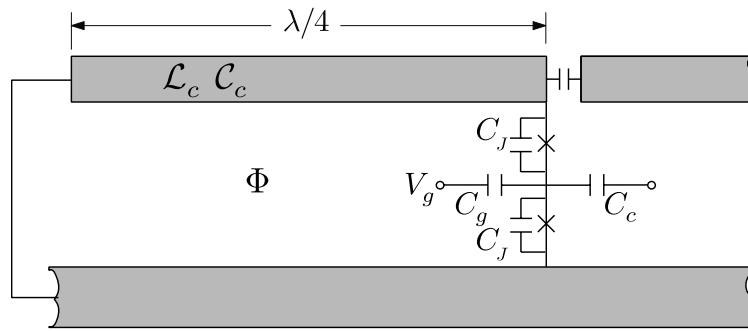 λ/4
ℒ_c 𝒞_c
C_J
Φ
V_g
C_g
C_c
C_J